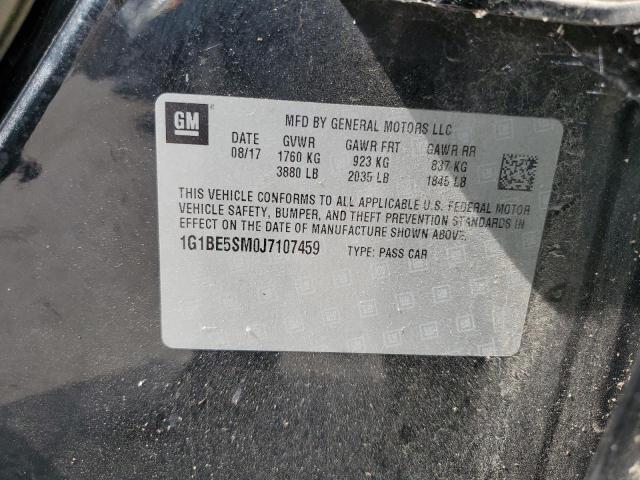 GM
MFD BY GENERAL MOTORS LLC
DATE GVWR GAWR FRT GAWR RR
08/17 1760 KG 923 KG 837 KG
3880 LB 2035 LB 1845 LB
THIS VEHICLE CONFORMS TO ALL APPLICABLE U.S. FEDERAL MOTOR
VEHICLE SAFETY, BUMPER, AND THEFT PREVENTION STANDARDS IN
EFFECT ON THE DATE OF MANUFACTURE SHOWN ABOVE.
1G1BE5SM0J7107459 TYPE: PASS CAR